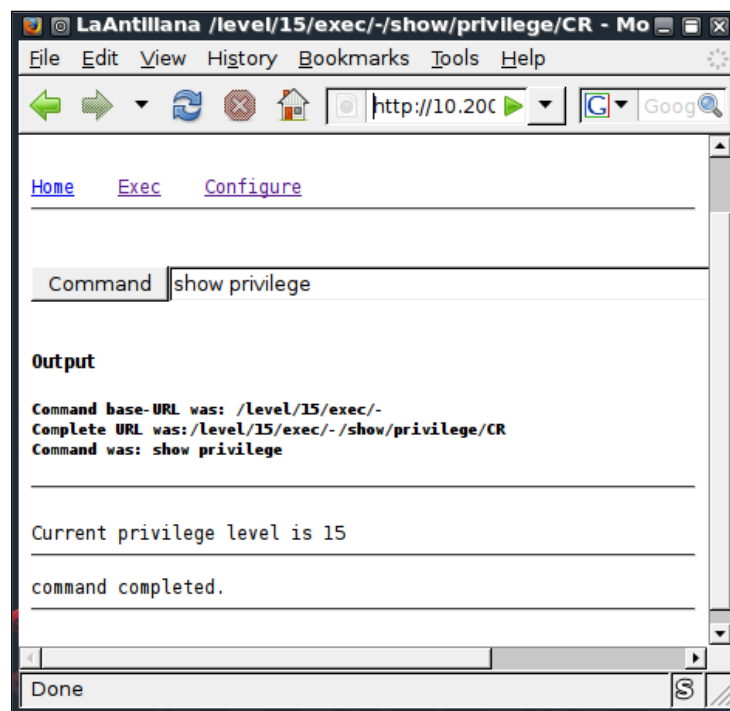 LaAntillana /level/15/exec/-/show/privilege/CR - Mo
File Edit View History Bookmarks Tools Help
http://10.200 G Goog
Home Exec Configure
Command show privilege
Output
Command base-URL was: /level/15/exec/-
Complete URL was:/level/15/exec/-/show/privilege/CR
Command was: show privilege
Current privilege level is 15
command completed.
Done S